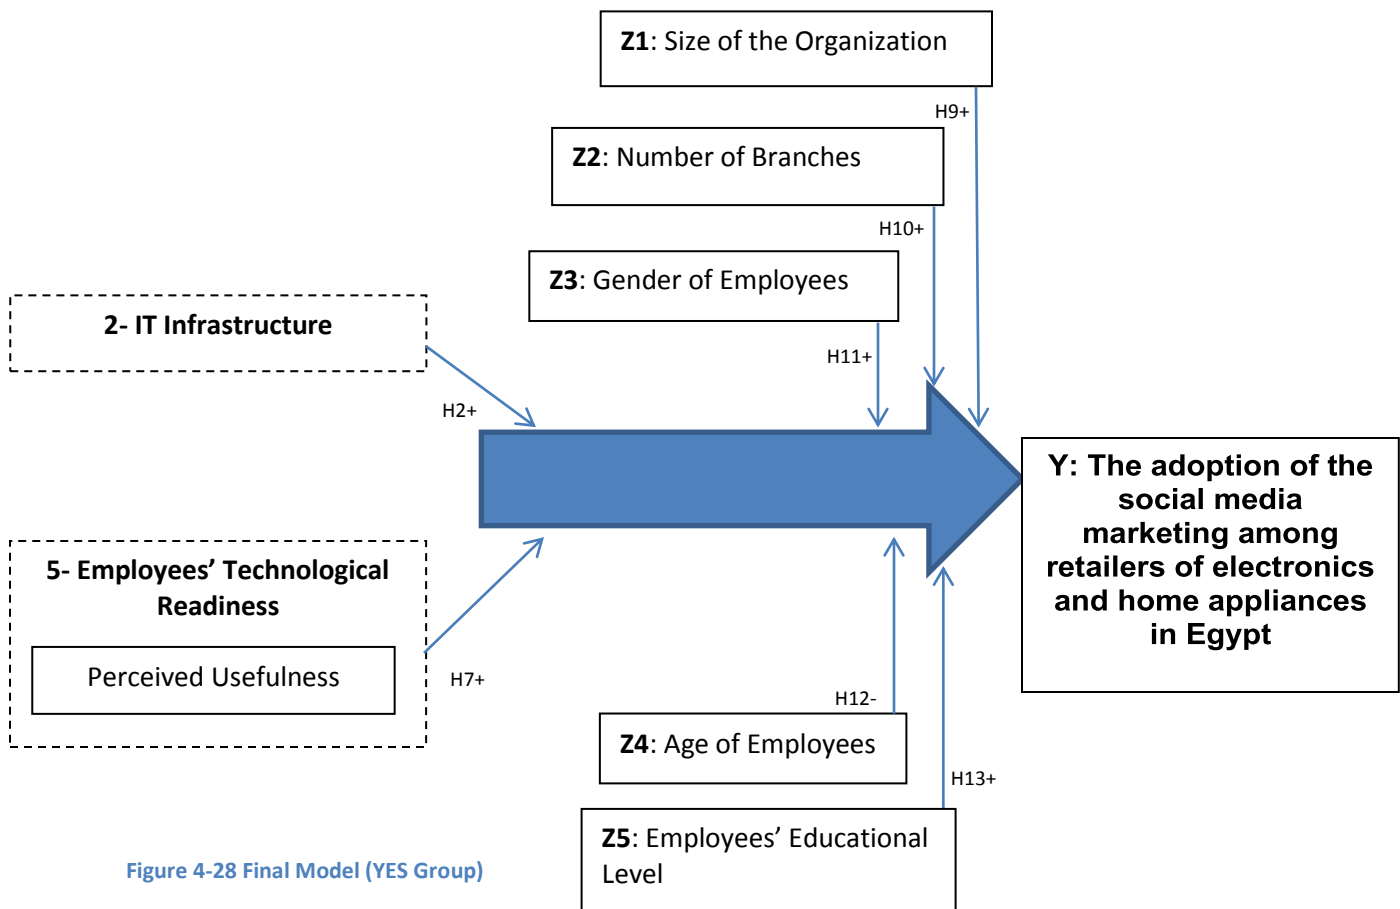 Z1: Size of the Organization
H9+
Z2: Number of Branches
H10+
Z3: Gender of Employees
H11+
2- IT Infrastructure
H2+
Y: The adoption of the
social media
marketing among
retailers of electronics
and home appliances
in Egypt
5- Employees’ Technological
Readiness
Perceived Usefulness
H7+
H12-
Z4: Age of Employees
H13+
Z5: Employees’ Educational
Level
Figure 4-28 Final Model (YES Group)